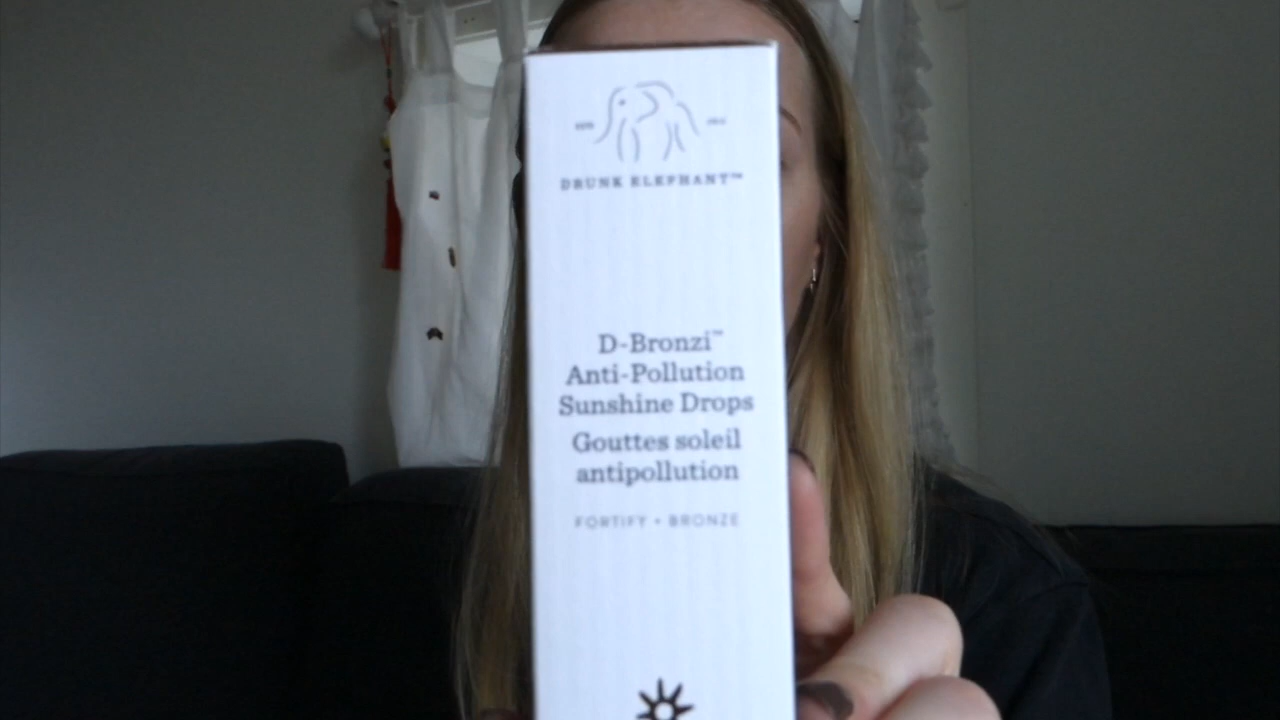 DRUNK ELEPHANT™
D-Bronzi™
Anti-Pollution
Sunshine Drops
Gouttes soleil
antipollution
FORTIFY + BRONZE